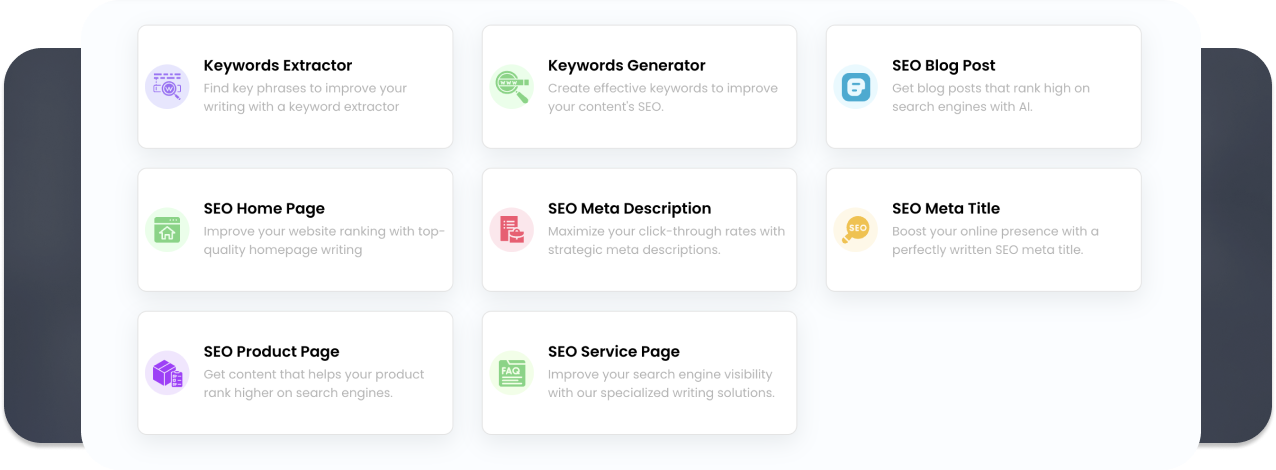 Keywords Extractor
Find key phrases to improve your
writing with a keyword extractor
Keywords Generator
Create effective keywords to improve
your content's SEO.
SEO Blog Post
Get blog posts that rank high on
search engines with AI.
SEO Home Page
Improve your website ranking with top-
quality homepage writing
SEO Meta Description
Maximize your click-through rates with
strategic meta descriptions.
SEO
SEO Meta Title
Boost your online presence with a
perfectly written SEO meta title.
SEO Product Page
Get content that helps your product
rank higher on search engines.
FAQ
SEO Service Page
Improve your search engine visibility
with our specialized writing solutions.